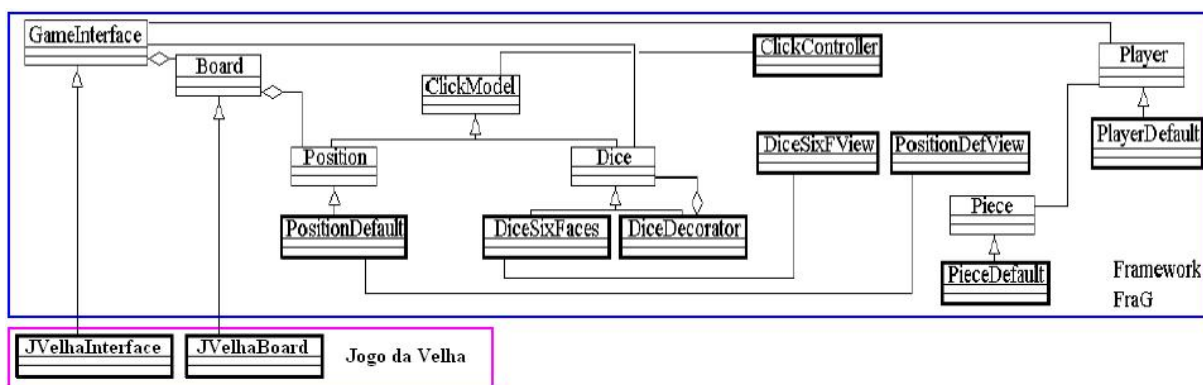 GameInterface
Board
ClickModel
ClickController
Player
PlayerDefault
Position
Dice
DiceSixFView
PositionDefView
PositionDefault
DiceSixFaces
DiceDecorator
Piece
PieceDefault
Framework
FraG
JVelhaInterface
JVelhaBoard
Jogo da Velha